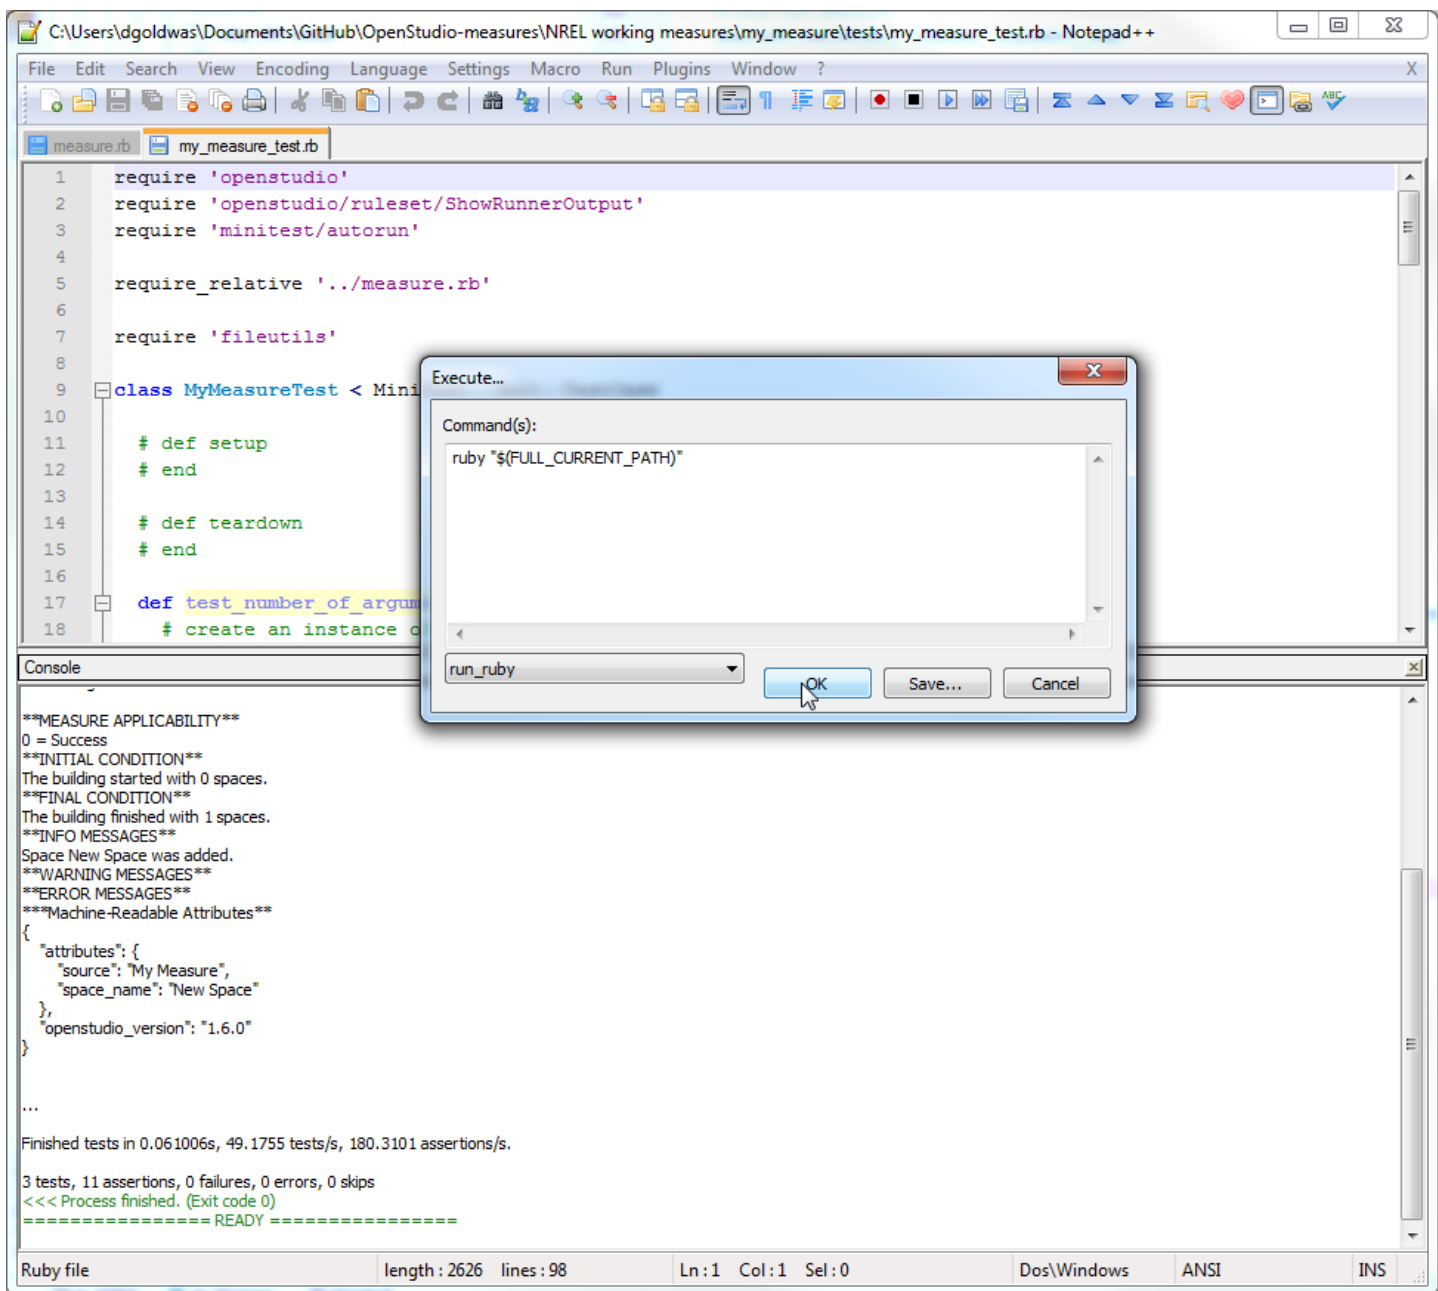 C:\Users\dgoldwas\Documents\GitHub\OpenStudio-measures\NREL working measures\my_measure\tests\my_measure_test.rb - Notepad++
File Edit Search View Encoding Language Settings Macro Run Plugins Window ? X
measure.rb my_measure_test.rb
1 require 'openstudio'
2 require 'openstudio/ruleset/ShowRunnerOutput'
3 require 'minitest/autorun'
4
5 require_relative '../measure.rb'
6
7 require 'fileutils'
8
9 class MyMeasureTest < Mini
10
11 # def setup
12 # end
13
14 # def teardown
15 # end
16
17 def test_number_of_argum
18 # create an instance o
Execute...
Command(s):
ruby "$(FULL_CURRENT_PATH)"
run_ruby
OK Save... Cancel
Console
**MEASURE APPLICABILITY**
0 = Success
**INITIAL CONDITION**
The building started with 0 spaces.
**FINAL CONDITION**
The building finished with 1 spaces.
**INFO MESSAGES**
Space New Space was added.
**WARNING MESSAGES**
**ERROR MESSAGES**
***Machine-Readable Attributes**
{
"attributes": {
"source": "My Measure",
"space_name": "New Space"
},
"openstudio_version": "1.6.0"
}
...
Finished tests in 0.061006s, 49.1755 tests/s, 180.3101 assertions/s.
3 tests, 11 assertions, 0 failures, 0 errors, 0 skips
<<< Process finished. (Exit code 0)
================ READY ================
Ruby file length : 2626 lines : 98 Ln : 1 Col : 1 Sel : 0 Dos\Windows ANSI INS